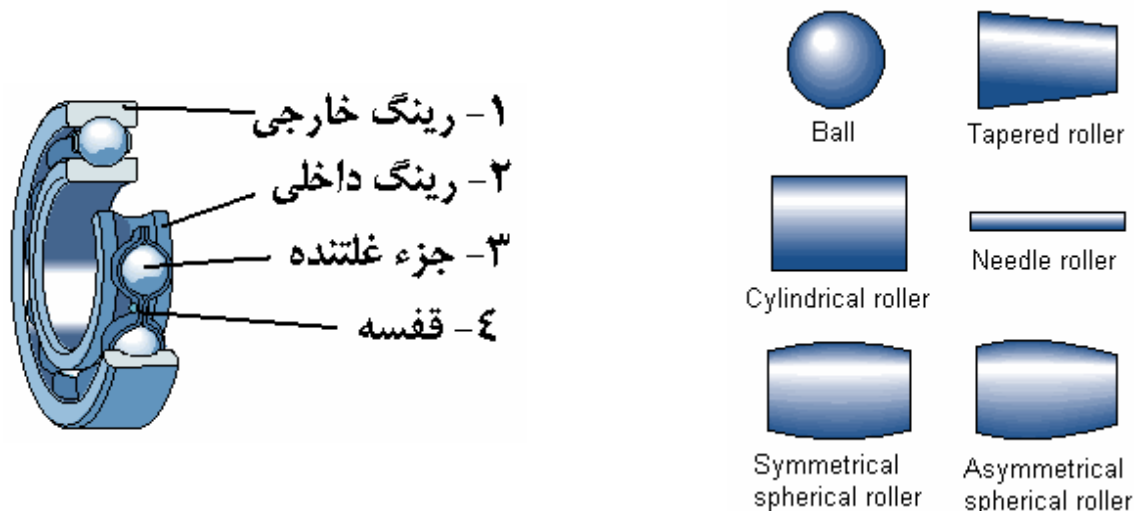 ۱- رینگ خارجی
۲- رینگ داخلی
۳- جزء غلتنده
٤- قفسه
Ball
Tapered roller
Cylindrical roller
Needle roller
Symmetrical
spherical roller
Asymmetrical
spherical roller